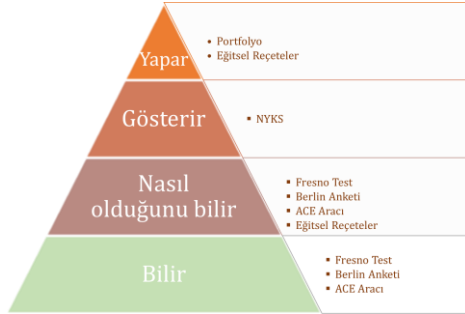 Yapar
▪ Portfolyo
▪ Eğitsel Reçeteler
Gösterir
▪ NYKS
Nasıl
olduğunu bilir
▪ Fresno Test
▪ Berlin Anketi
▪ ACE Aracı
▪ Eğitsel Reçeteler
Bilir
▪ Fresno Test
▪ Berlin Anketi
▪ ACE Aracı